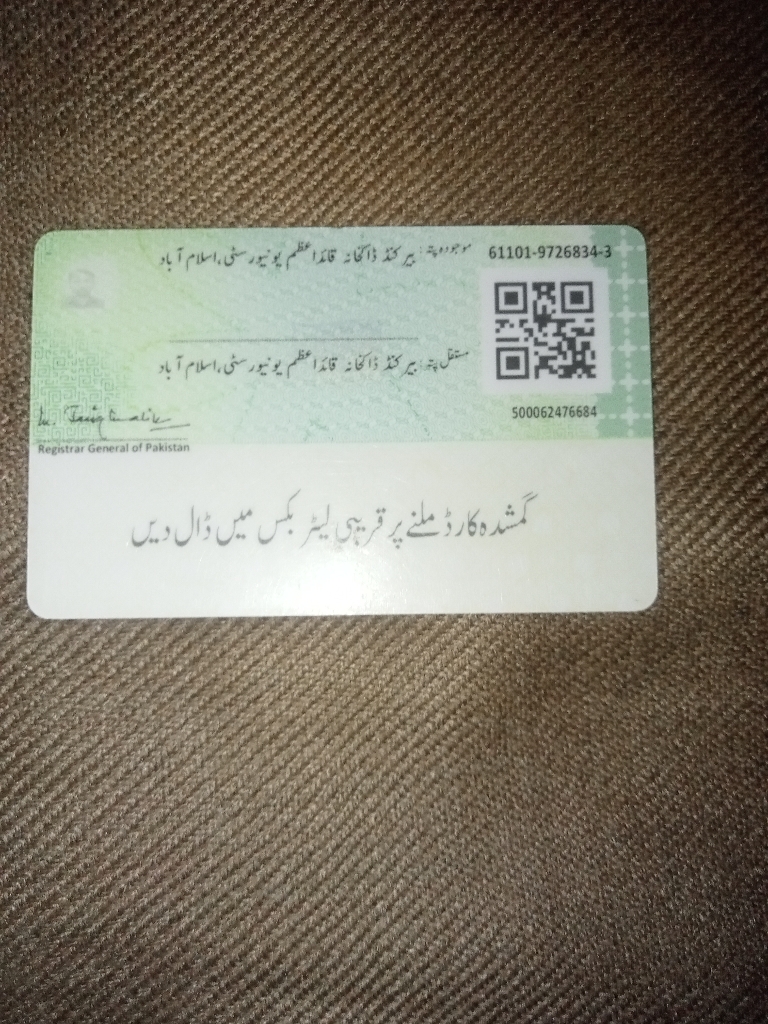 61101-9726834-3
موجودہ پتہ: بیر کنڈ ڈاکخانہ قائداعظم یونیورسٹی، اسلام آباد
مستقل پتہ: بیر کنڈ ڈاکخانہ قائداعظم یونیورسٹی، اسلام آباد
500062476684
Registrar General of Pakistan
گمشدہ کارڈ ملنے پر قریبی لیٹر بکس میں ڈال دیں